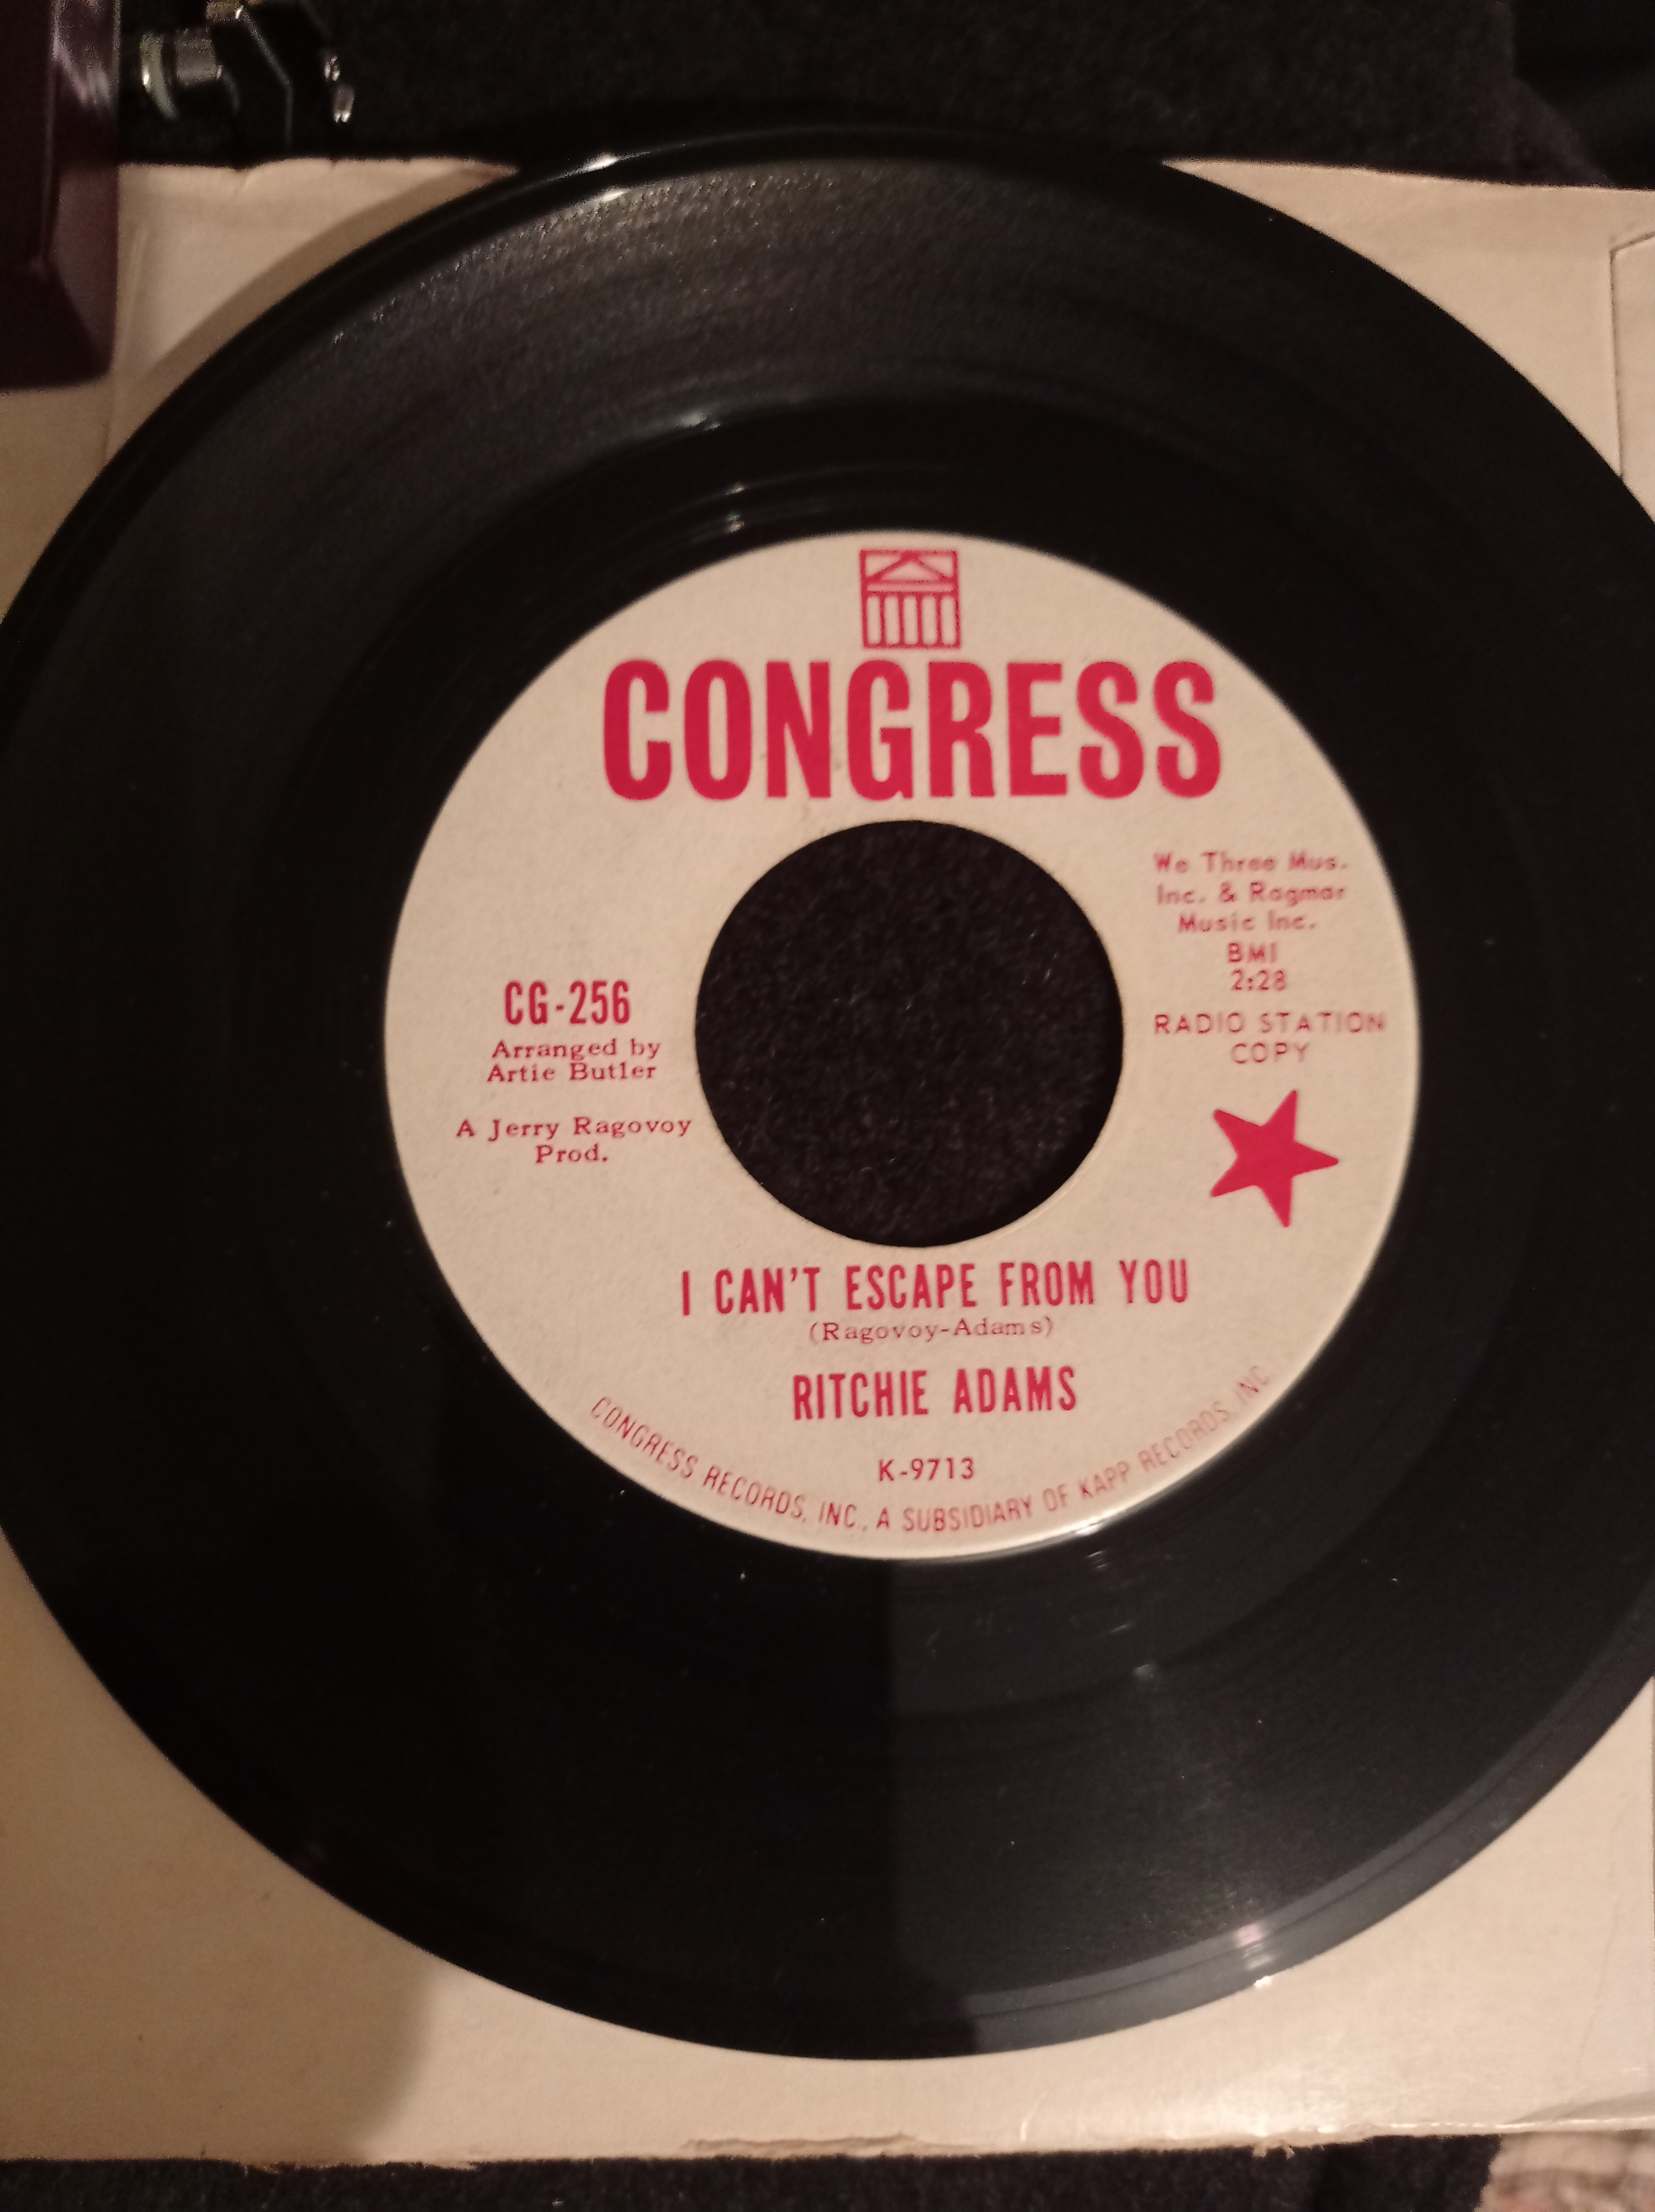 CONGRESS
We Three Mus.
Inc. & Ragmar
Music Inc.
BMI
2:28
RADIO STATION
COPY
CG-256
Arranged by
Artie Butler
A Jerry Ragovoy
Prod.
I CAN'T ESCAPE FROM YOU
(Ragovoy-Adams)
RITCHIE ADAMS
K-9713
CONGRESS RECORDS, INC., A SUBSIDIARY OF KAPP RECORDS, INC